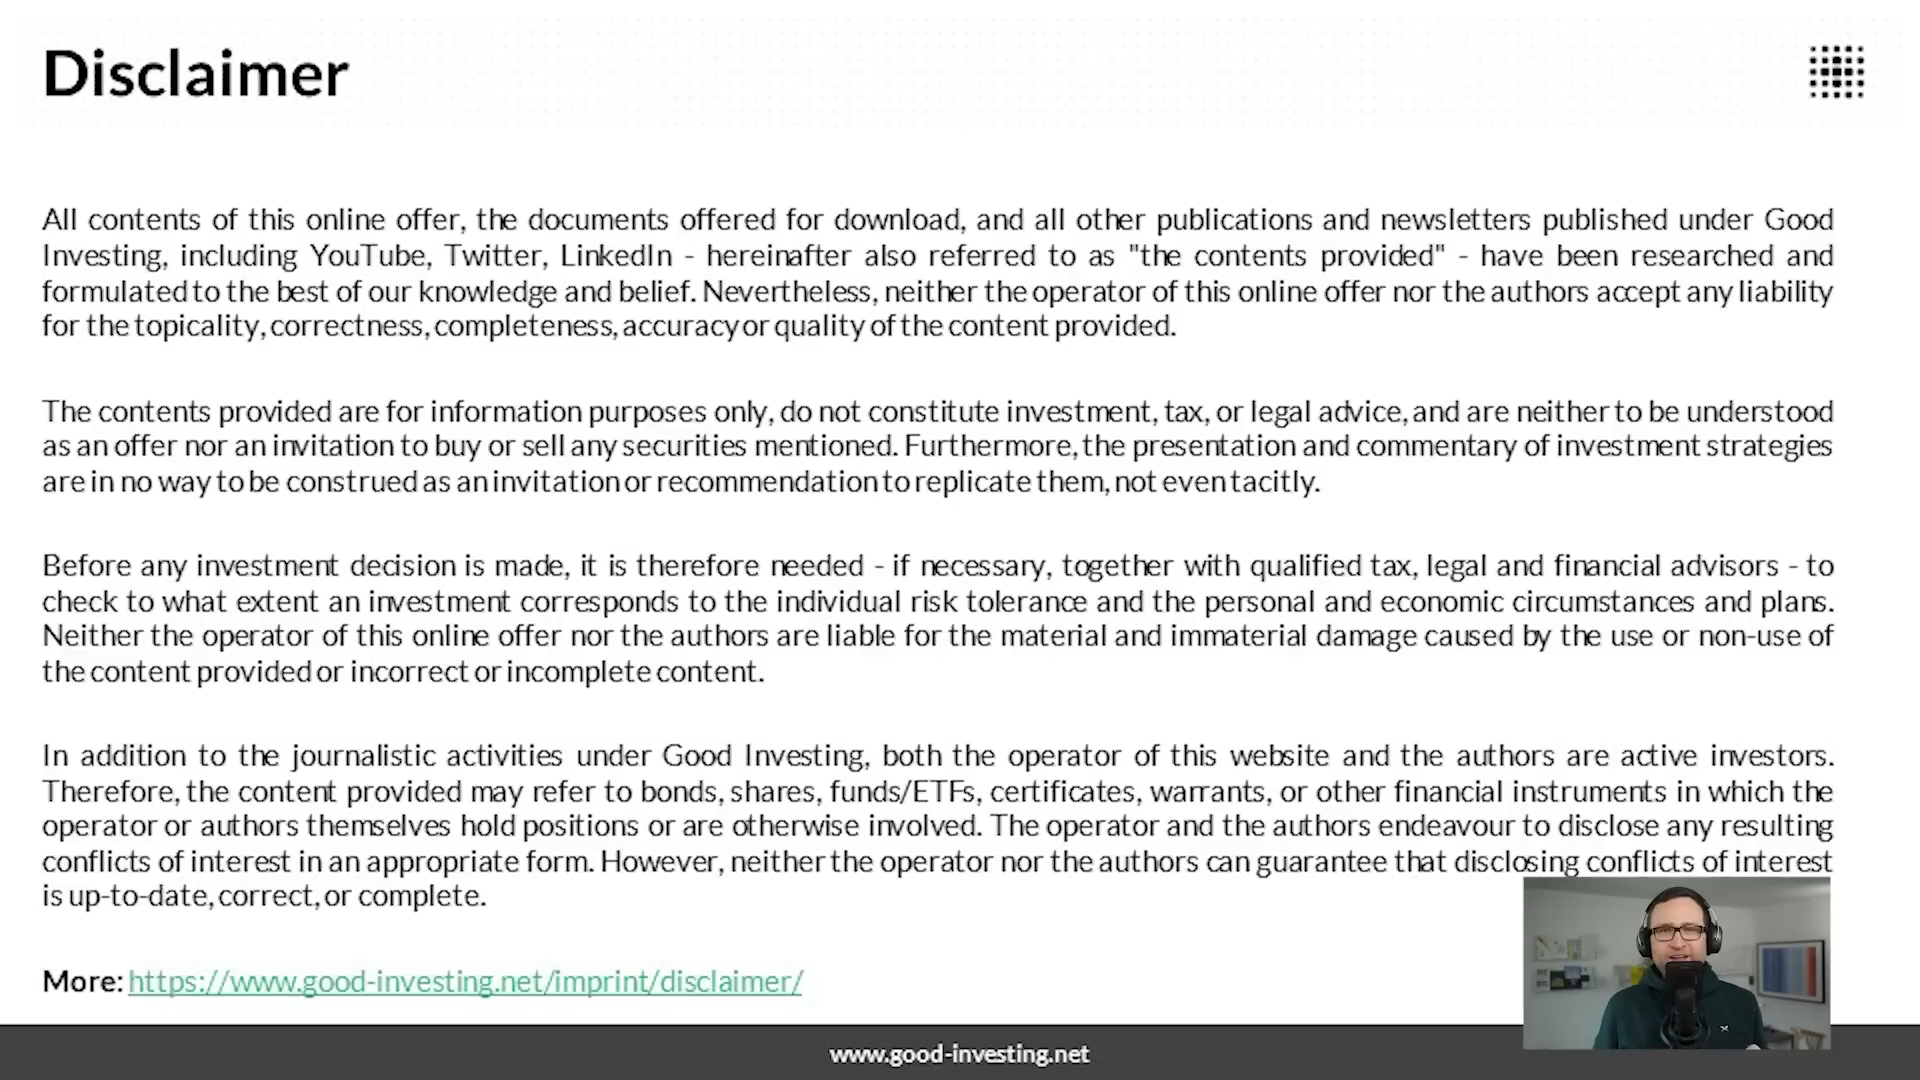 Disclaimer
All contents of this online offer, the documents offered for download, and all other publications and newsletters published under Good
Investing, including YouTube, Twitter, LinkedIn - hereinafter also referred to as "the contents provided" - have been researched and
formulated to the best of our knowledge and belief. Nevertheless, neither the operator of this online offer nor the authors accept any liability
for the topicality, correctness, completeness, accuracy or quality of the content provided.
The contents provided are for information purposes only, do not constitute investment, tax, or legal advice, and are neither to be understood
as an offer nor an invitation to buy or sell any securities mentioned. Furthermore, the presentation and commentary of investment strategies
are in no way to be construed as an invitation or recommendation to replicate them, not even tacitly.
Before any investment decision is made, it is therefore needed - if necessary, together with qualified tax, legal and financial advisors - to
check to what extent an investment corresponds to the individual risk tolerance and the personal and economic circumstances and plans.
Neither the operator of this online offer nor the authors are liable for the material and immaterial damage caused by the use or non-use of
the content provided or incorrect or incomplete content.
In addition to the journalistic activities under Good Investing, both the operator of this website and the authors are active investors.
Therefore, the content provided may refer to bonds, shares, funds/ETFs, certificates, warrants, or other financial instruments in which the
operator or authors themselves hold positions or are otherwise involved. The operator and the authors endeavour to disclose any resulting
conflicts of interest in an appropriate form. However, neither the operator nor the authors can guarantee that disclosing conflicts of interest
is up-to-date, correct, or complete.
More: https://www.good-investing.net/imprint/disclaimer/
www.good-investing.net